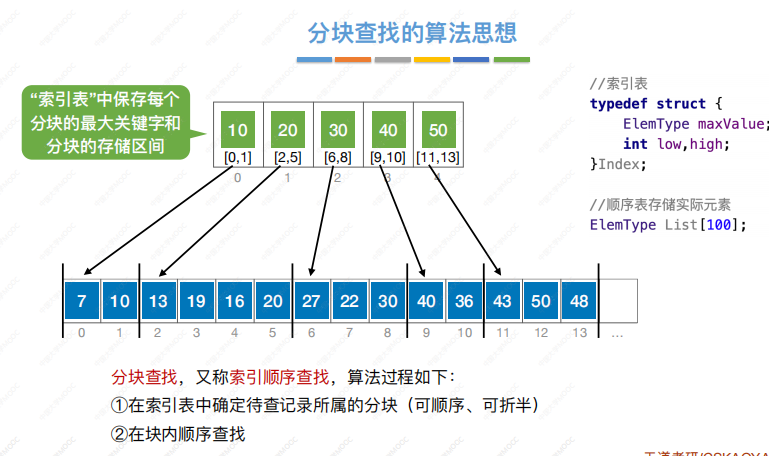 分块查找的算法思想
“索引表”中保存每个
分块的最大关键字和
分块的存储区间
10 20 30 40 50
[0,1] [2,5] [6,8] [9,10] [11,13]
0 1 2 3 4
//索引表
typedef struct {
ElemType maxValue;
int low,high;
}Index;
//顺序表存储实际元素
ElemType List[100];
7 10 13 19 16 20 27 22 30 40 36 43 50 48
0 1 2 3 4 5 6 7 8 9 10 11 12 13 ...
分块查找，又称索引顺序查找，算法过程如下：
①在索引表中确定待查记录所属的分块（可顺序、可折半）
②在块内顺序查找